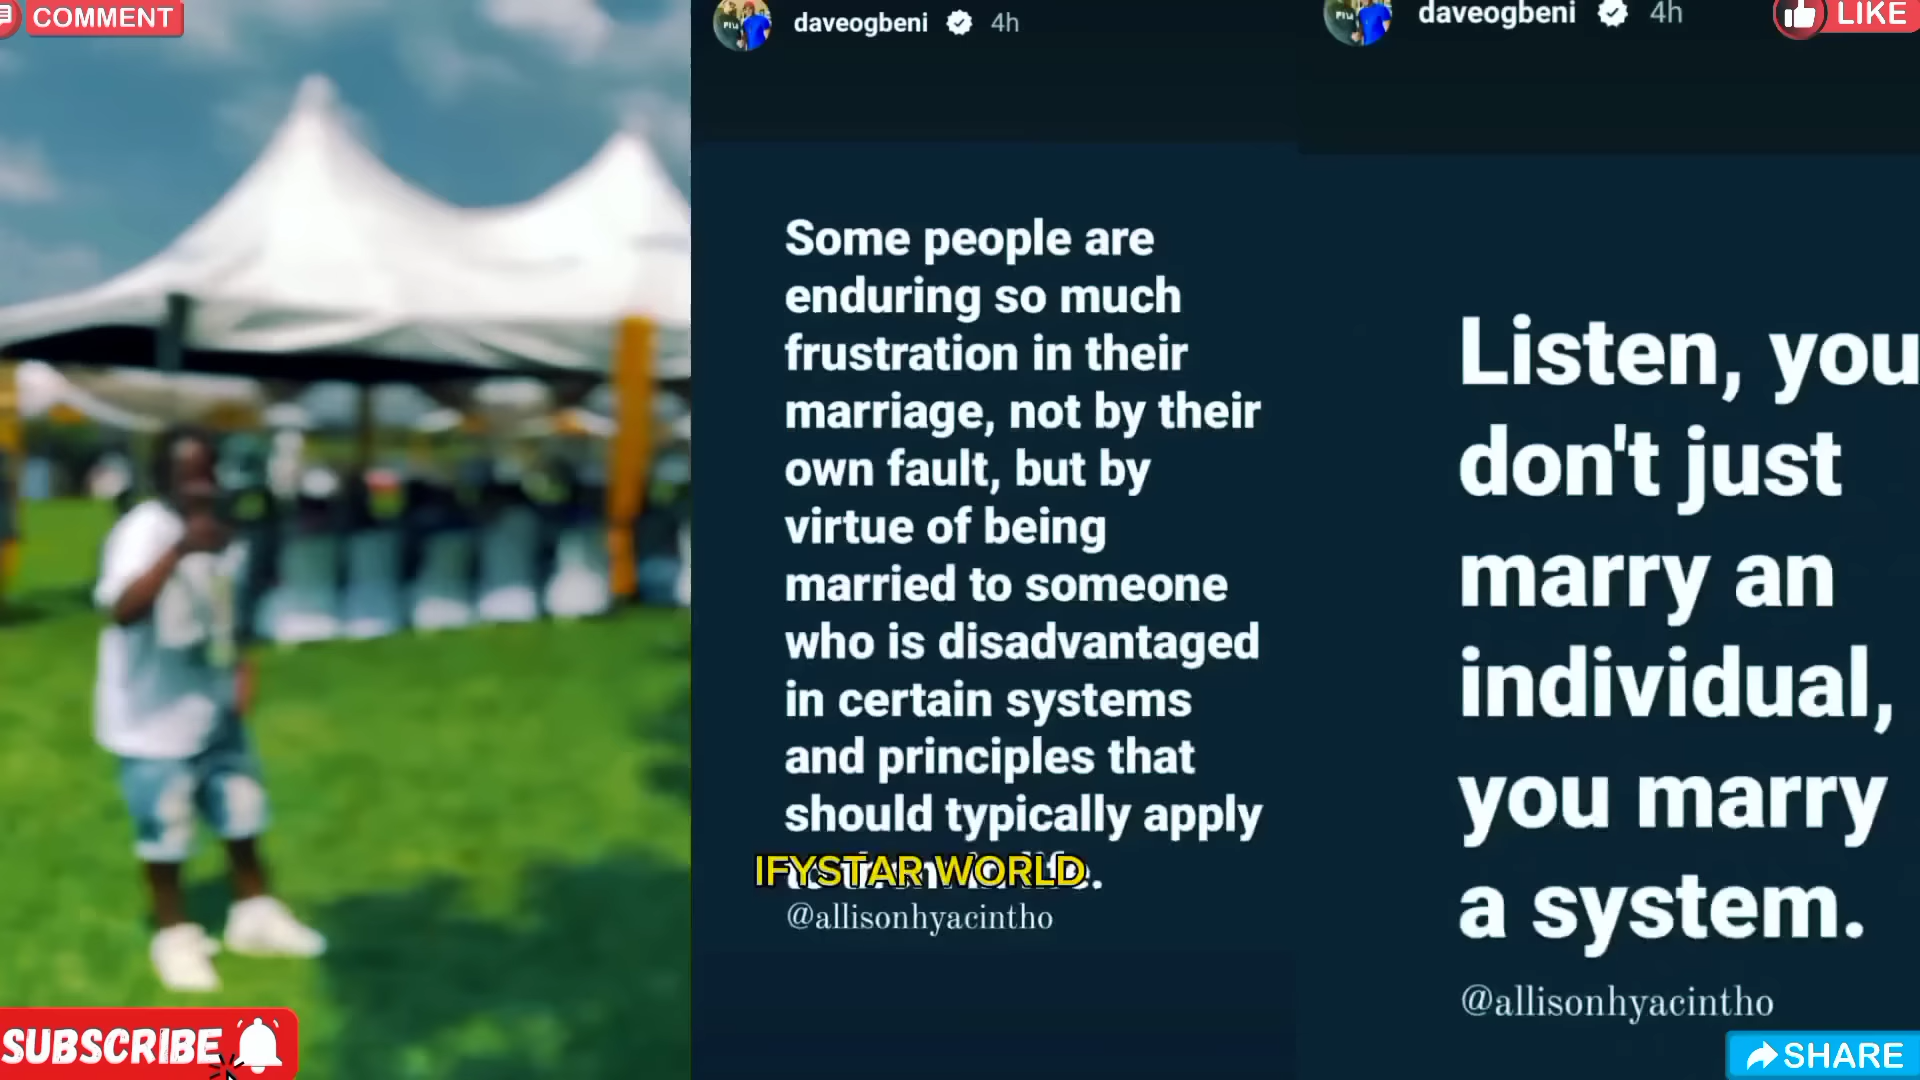 COMMENT
daveogbeni 4h
Some people are
enduring so much
frustration in their
marriage, not by their
own fault, but by
virtue of being
married to someone
who is disadvantaged
in certain systems
and principles that
should typically apply
IFYSTAR WORLD
@allisonhyacintho
daveogbeni 4h
LIKE
Listen, you
don't just
marry an
individual,
you marry
a system.
@allisonhyacintho
SUBSCRIBE
SHARE